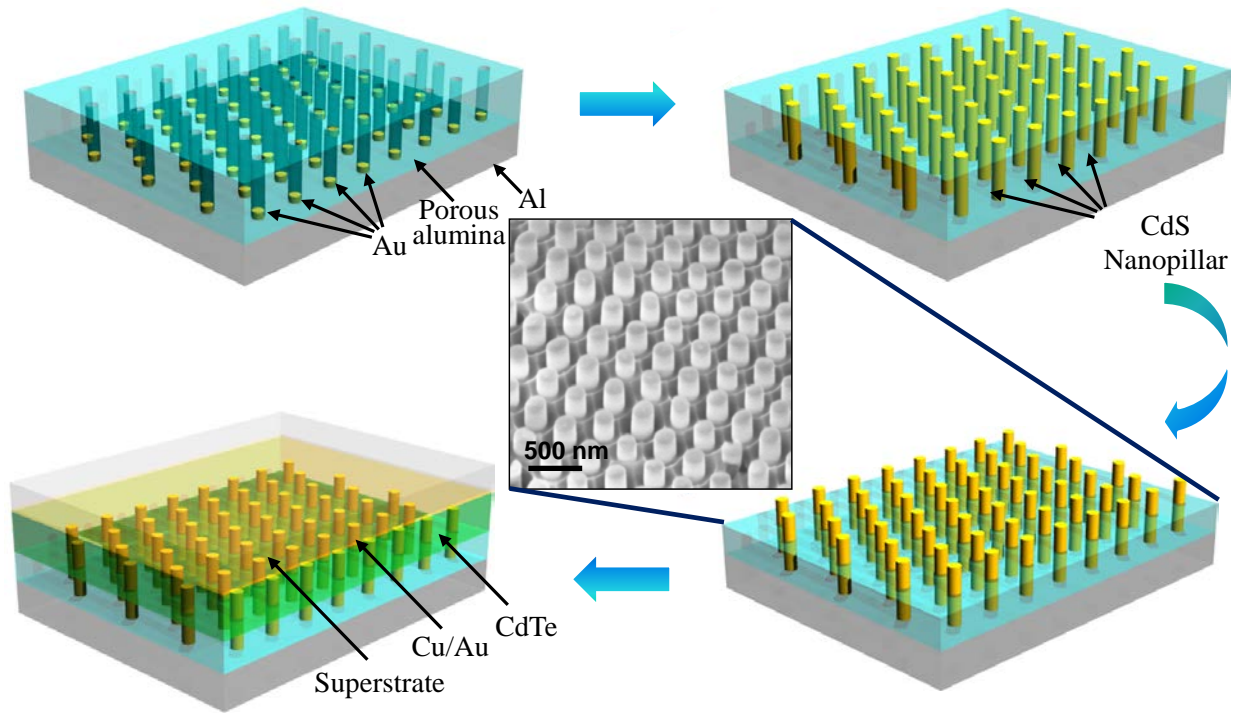 Al
Porous
alumina
Au
CdS
Nanopillar
500 nm
CdTe
Cu/Au
Superstrate